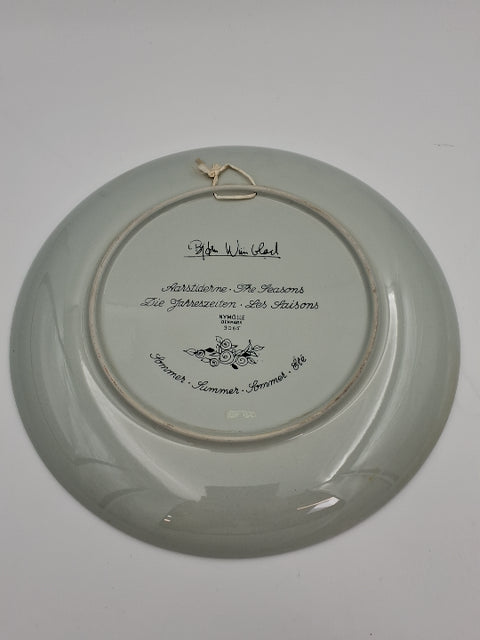 Bjørn Wiinblad
Aarstiderne · The Seasons
Die Jahreszeiten · Les Saisons
NYMØLLE
DENMARK
Sommer · Summer · Sommer · Été